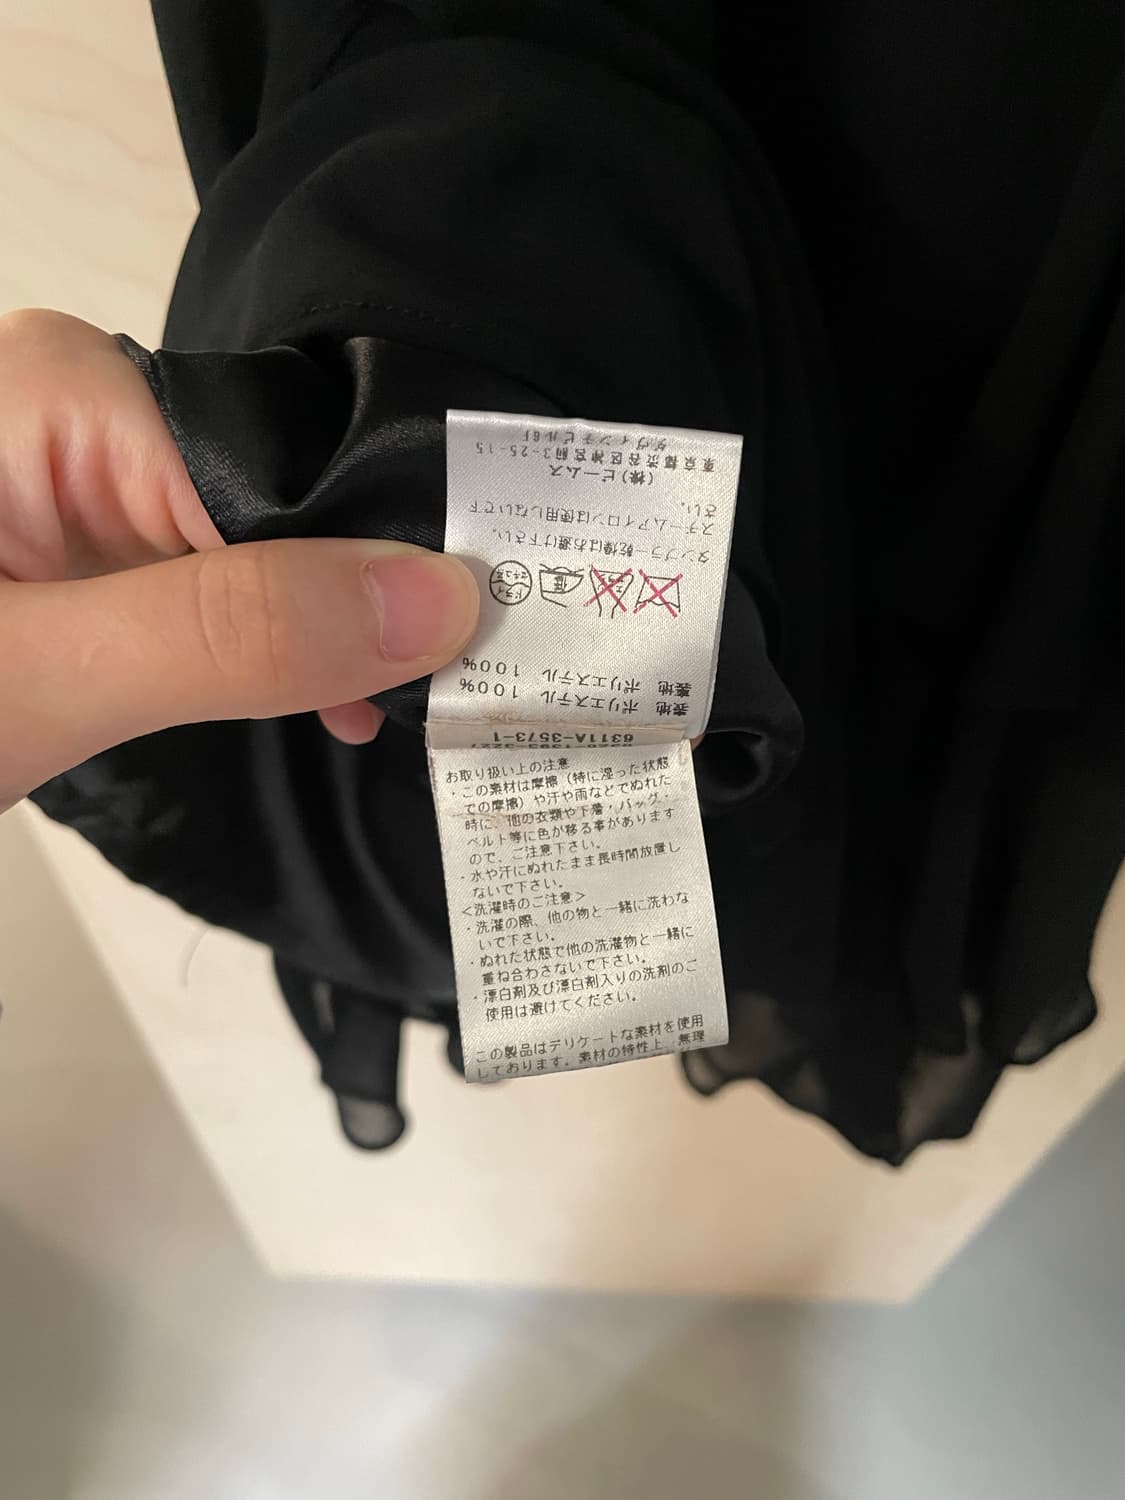 表地 ポリエステル 100%
裏地 ポリエステル 100%
エンソサラシ
低
ドライ
セキユ系
タンブラー乾燥はお避け下さい。
スチームアイロンは使用しないで下
さい。
(株)ビームス
東京都渋谷区神宮前3-25-15
6311A-3573-1
お取り扱い上の注意
・この素材は摩擦（特に湿った状態
での摩擦）や汗や雨などでぬれた
時に、他の衣類や下着・バッグ・
ベルト等に色が移る事があります
ので、ご注意下さい。
・水や汗にぬれたまま長時間放置し
ないで下さい。
<洗濯時のご注意>
・洗濯の際、他の物と一緒に洗わな
いで下さい。
・ぬれた状態で他の洗濯物と一緒に
重ね合わさないで下さい。
・漂白剤及び漂白剤入りの洗剤のご
使用は避けてください。
この製品はデリケートな素材を使用
しております。素材の特性上、無理